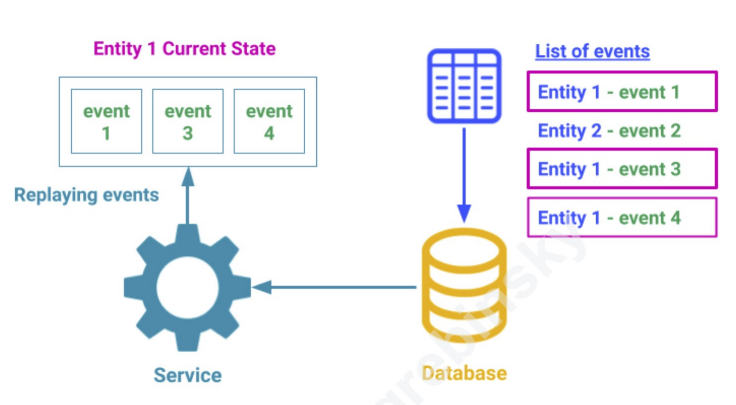 Entity 1 Current State
event 1
event 3
event 4
Replaying events
Service
List of events
Entity 1 - event 1
Entity 2 - event 2
Entity 1 - event 3
Entity 1 - event 4
Database